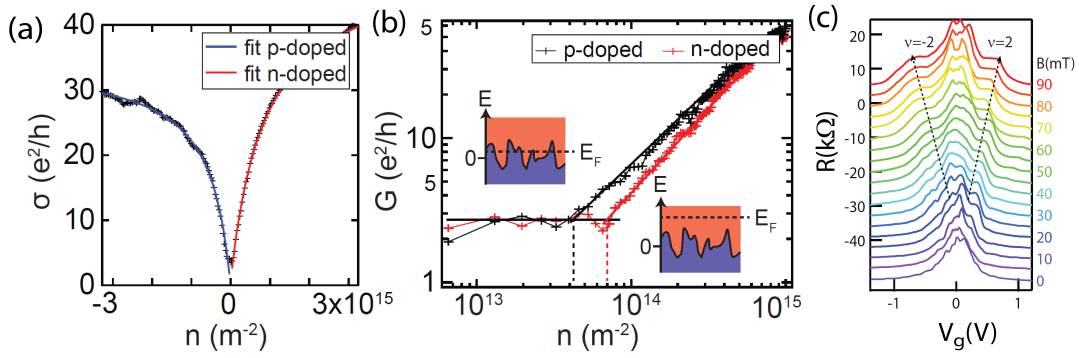 (a)
40
30
20
10
0
σ (e²/h)
fit p-doped
fit n-doped
-3
0
3x10¹⁵
n (m⁻²)
(b)
5
10
5
1
G (e²/h)
p-doped
n-doped
E
0
E_F
E
0
E_F
10¹³
10¹⁴
10¹⁵
n (m⁻²)
(c)
ν=-2
ν=2
B(mT)
90
80
70
60
50
40
30
20
10
0
20
10
0
-10
-20
-30
-40
R(kΩ)
-1
0
1
Vg(V)